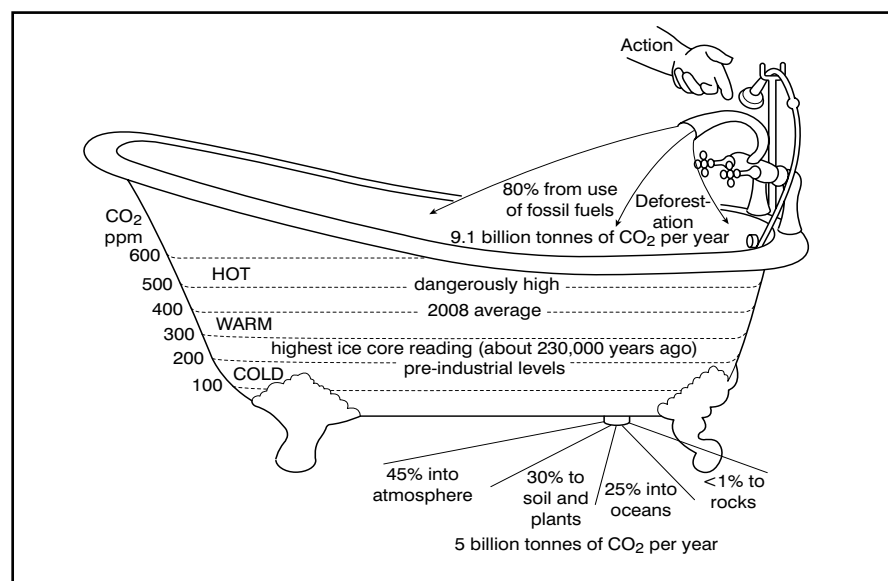 Action
80% from use
of fossil fuels
Deforest-
ation
9.1 billion tonnes of CO₂ per year
CO₂
ppm
600
HOT
500
dangerously high
400
2008 average
WARM
300
highest ice core reading (about 230,000 years ago)
200
pre-industrial levels
COLD
100
45% into
atmosphere
30% to
soil and
plants
25% into
oceans
<1% to
rocks
5 billion tonnes of CO₂ per year